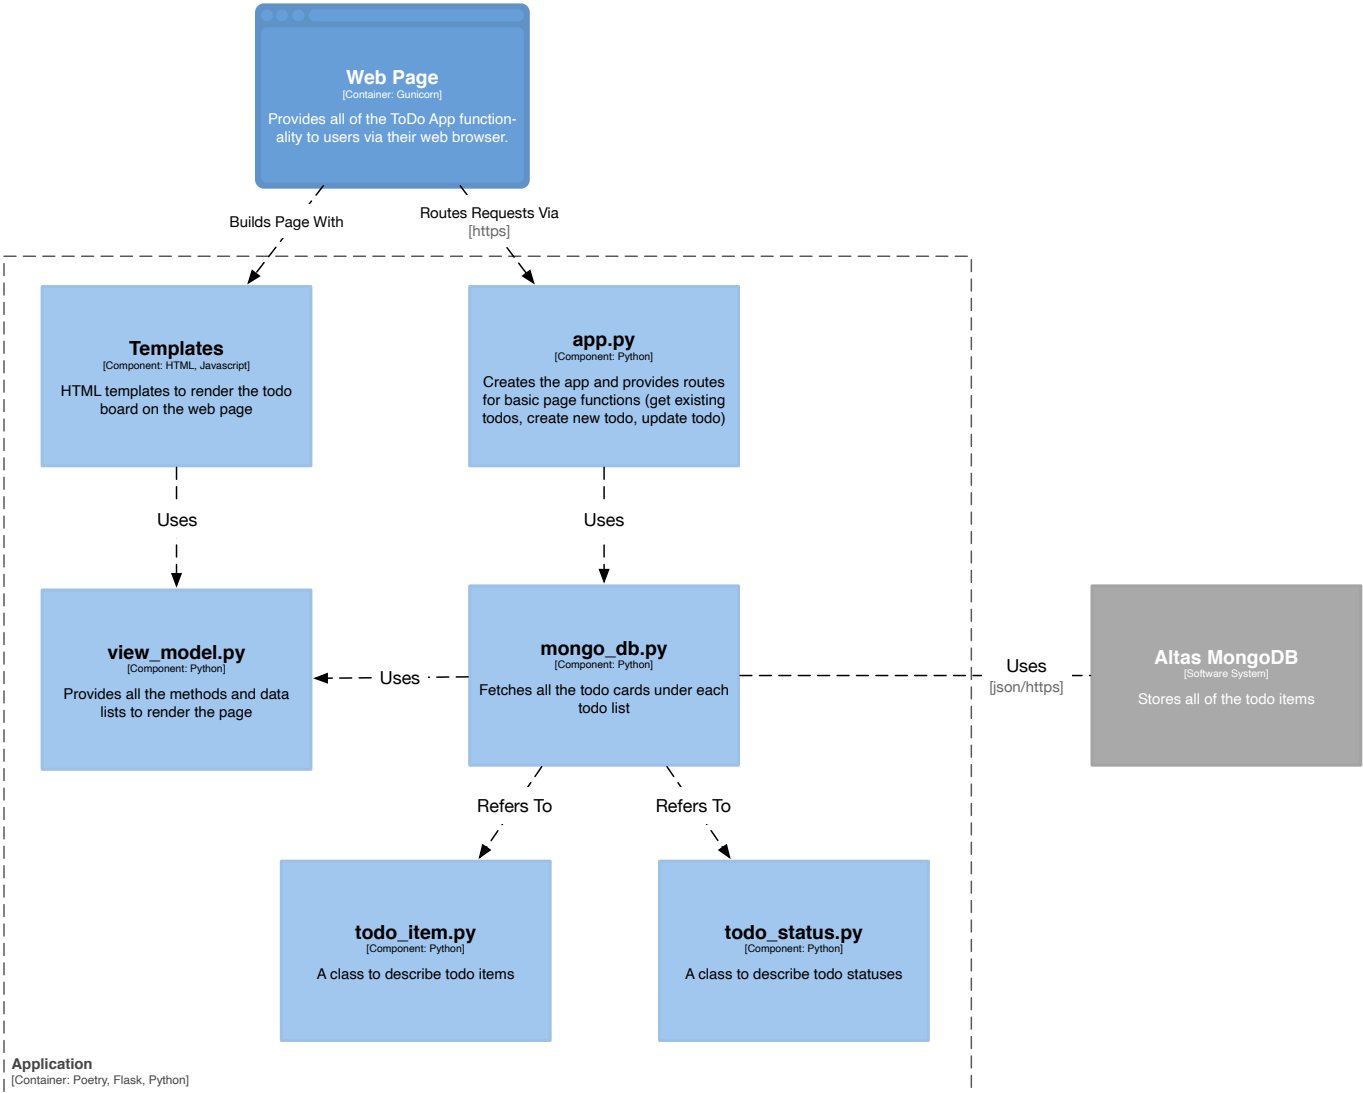 Web Page
[Container: Gunicorn]
Provides all of the ToDo App function-
ality to users via their web browser.
Builds Page With
Routes Requests Via
[https]
Templates
[Component: HTML, Javascript]
HTML templates to render the todo
board on the web page
app.py
[Component: Python]
Creates the app and provides routes
for basic page functions (get existing
todos, create new todo, update todo)
Uses
Uses
view_model.py
[Component: Python]
Provides all the methods and data
lists to render the page
Uses
mongo_db.py
[Component: Python]
Fetches all the todo cards under each
todo list
Uses
[json/https]
Altas MongoDB
[Software System]
Stores all of the todo items
Refers To
Refers To
todo_item.py
[Component: Python]
A class to describe todo items
todo_status.py
[Component: Python]
A class to describe todo statuses
Application
[Container: Poetry, Flask, Python]